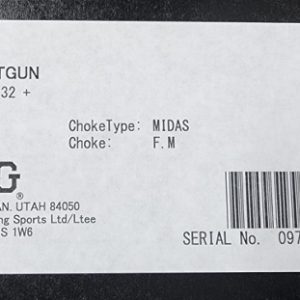 TGUN
32 +
ChokeType: MIDAS
Choke: F.M
G®
AN. UTAH 84050
ng Sports Ltd/Ltee
S 1W6
SERIAL No. 097